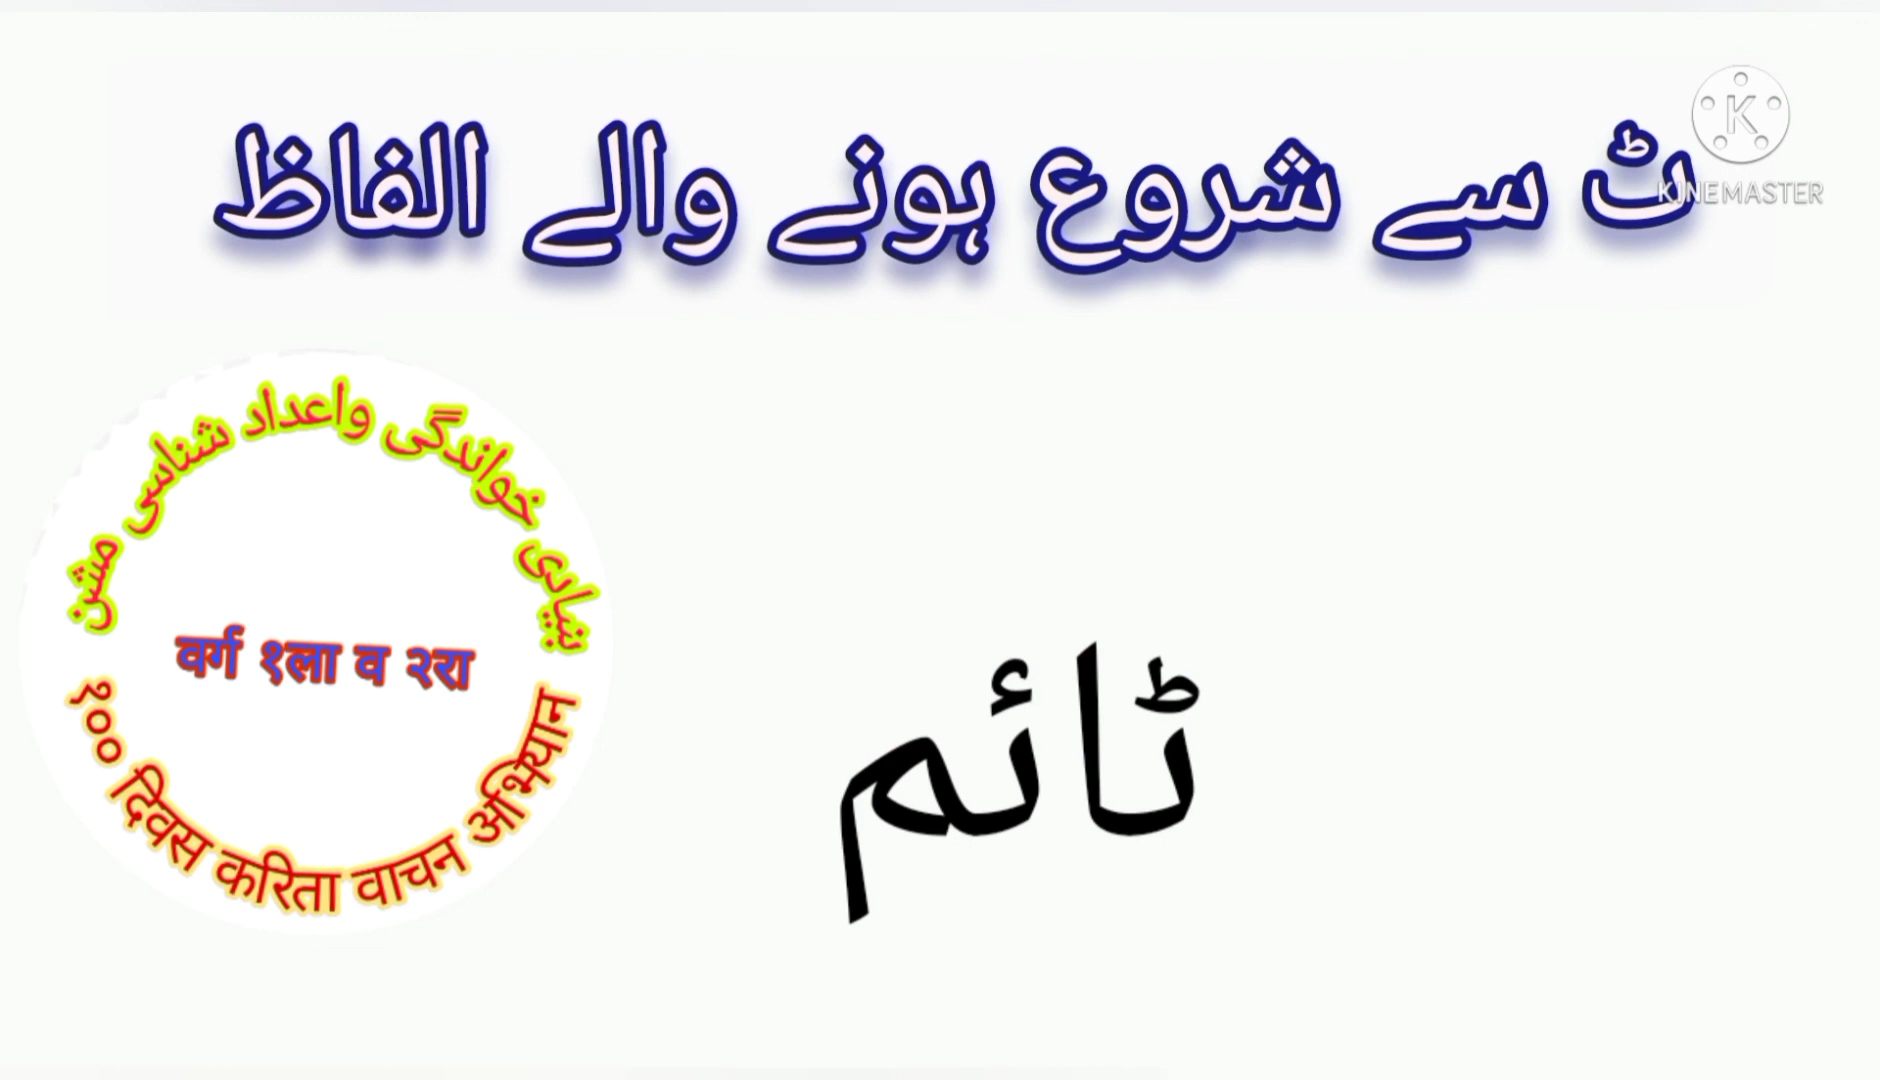 ٹ سے شروع ہونے والے الفاظ
KINEMASTER
بنیادی خواندگی واعداد شناسی مشن
वर्ग १ला व २रा
१०० दिवस करिता वाचन अभियान
ٹائم